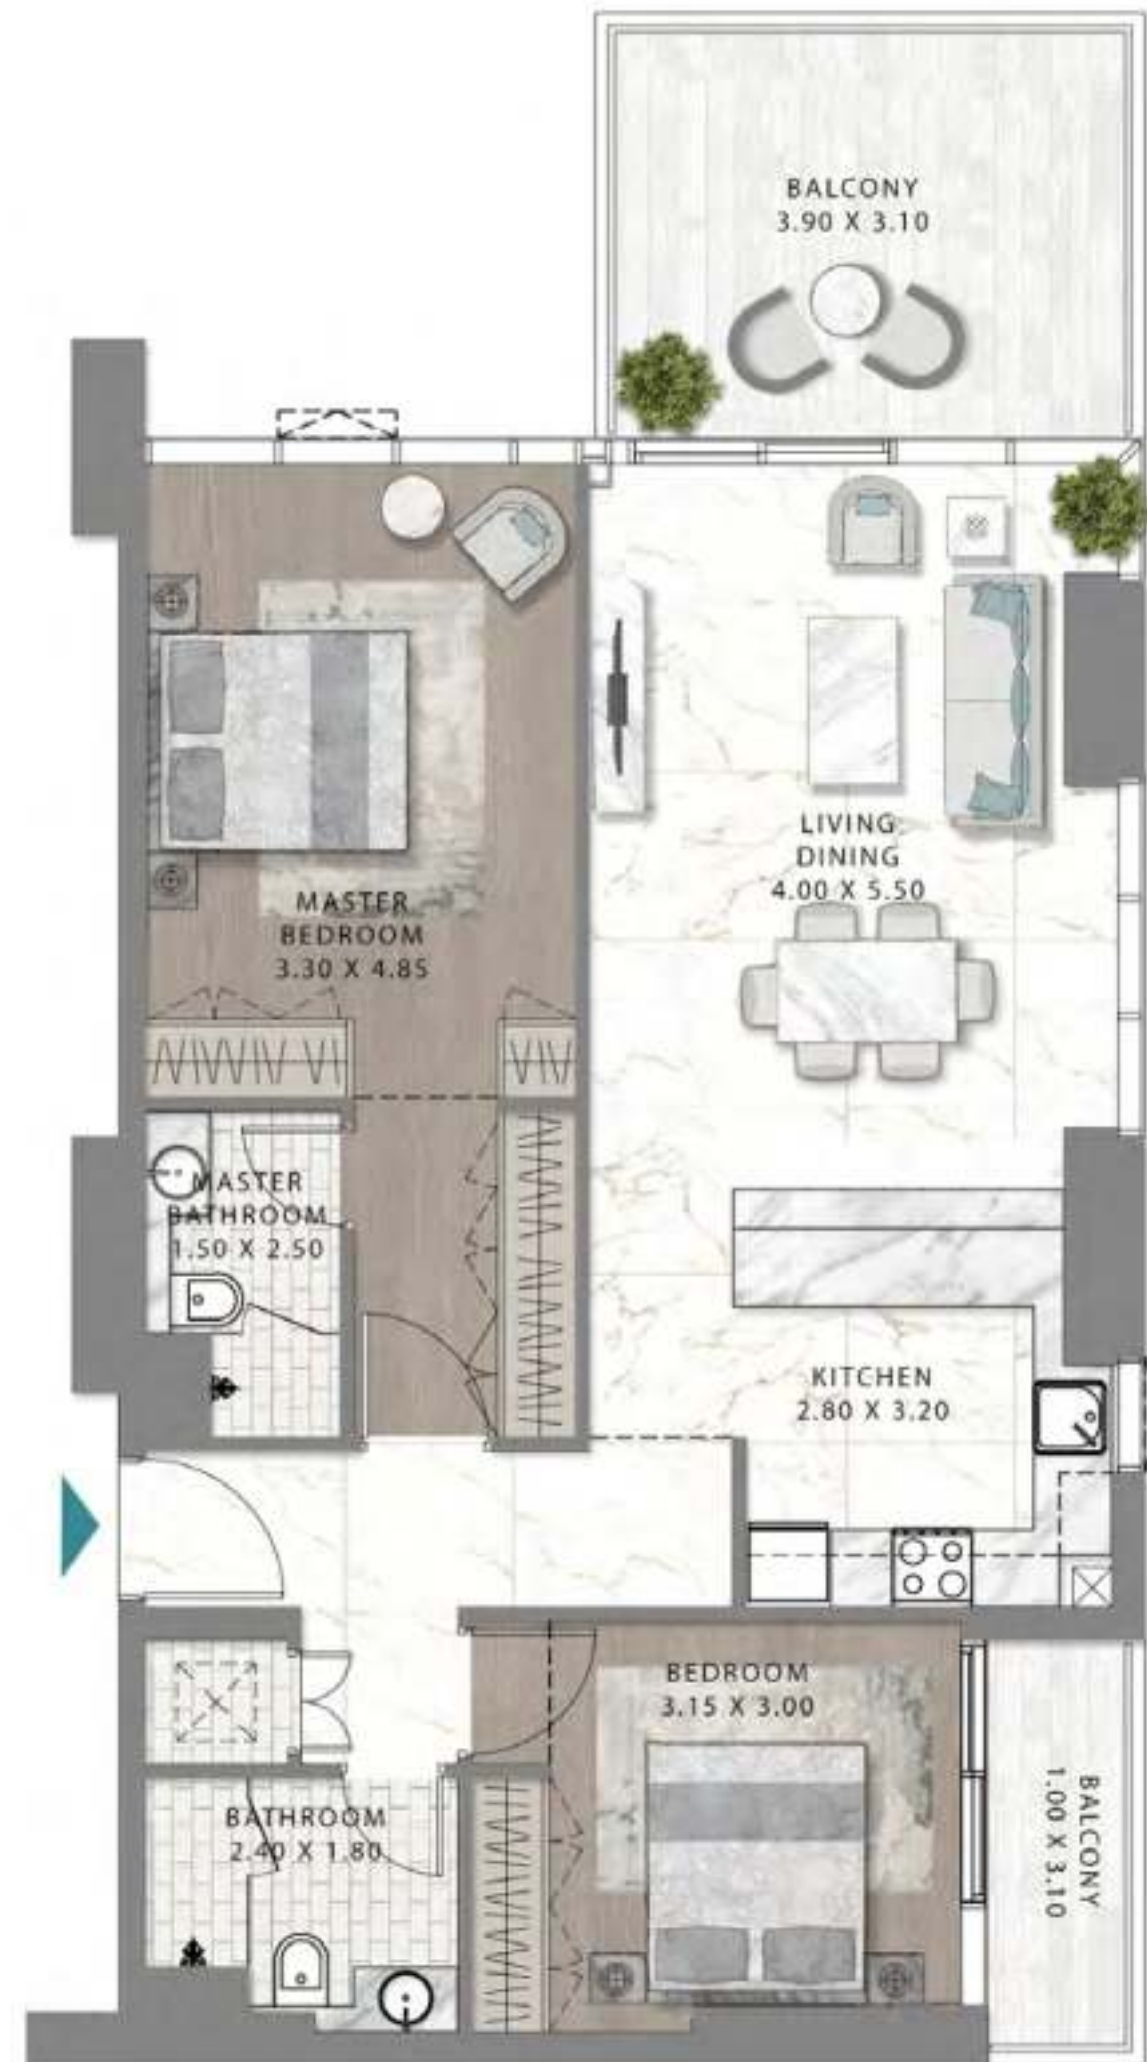 BALCONY
3.90 X 3.10
LIVING
DINING
4.00 X 5.50
MASTER
BEDROOM
3.30 X 4.85
MASTER
BATHROOM
1.50 X 2.50
KITCHEN
2.80 X 3.20
BEDROOM
3.15 X 3.00
BALCONY
1.00 X 3.10
BATHROOM
2.40 X 1.80